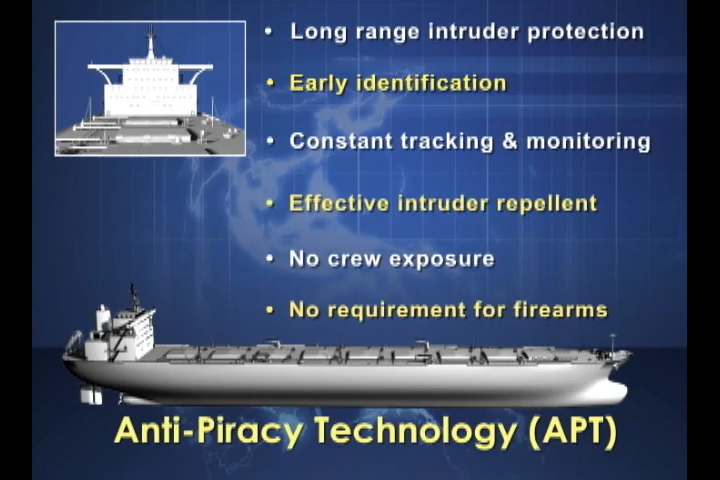 • Long range intruder protection
• Early identification
• Constant tracking & monitoring
• Effective intruder repellent
• No crew exposure
• No requirement for firearms
Anti-Piracy Technology (APT)